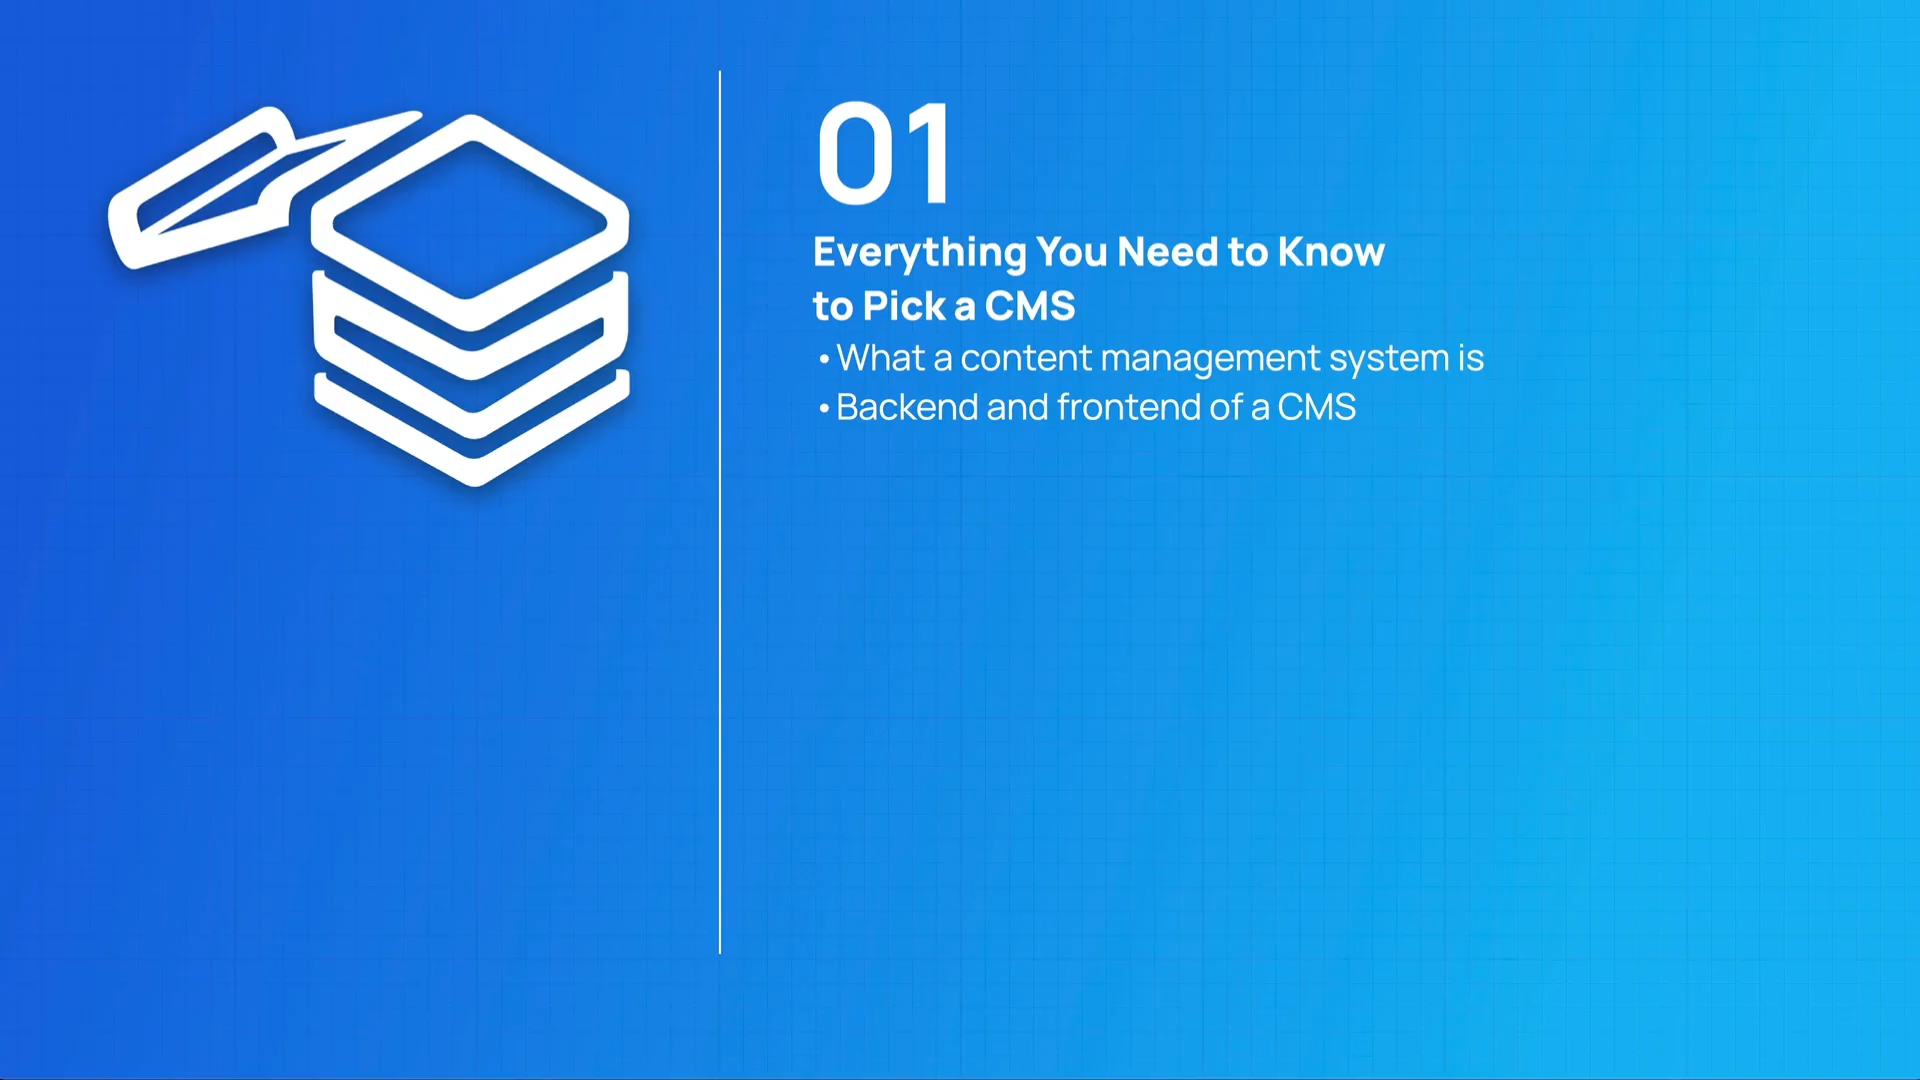 01
Everything You Need to Know
to Pick a CMS
•What a content management system is
•Backend and frontend of a CMS